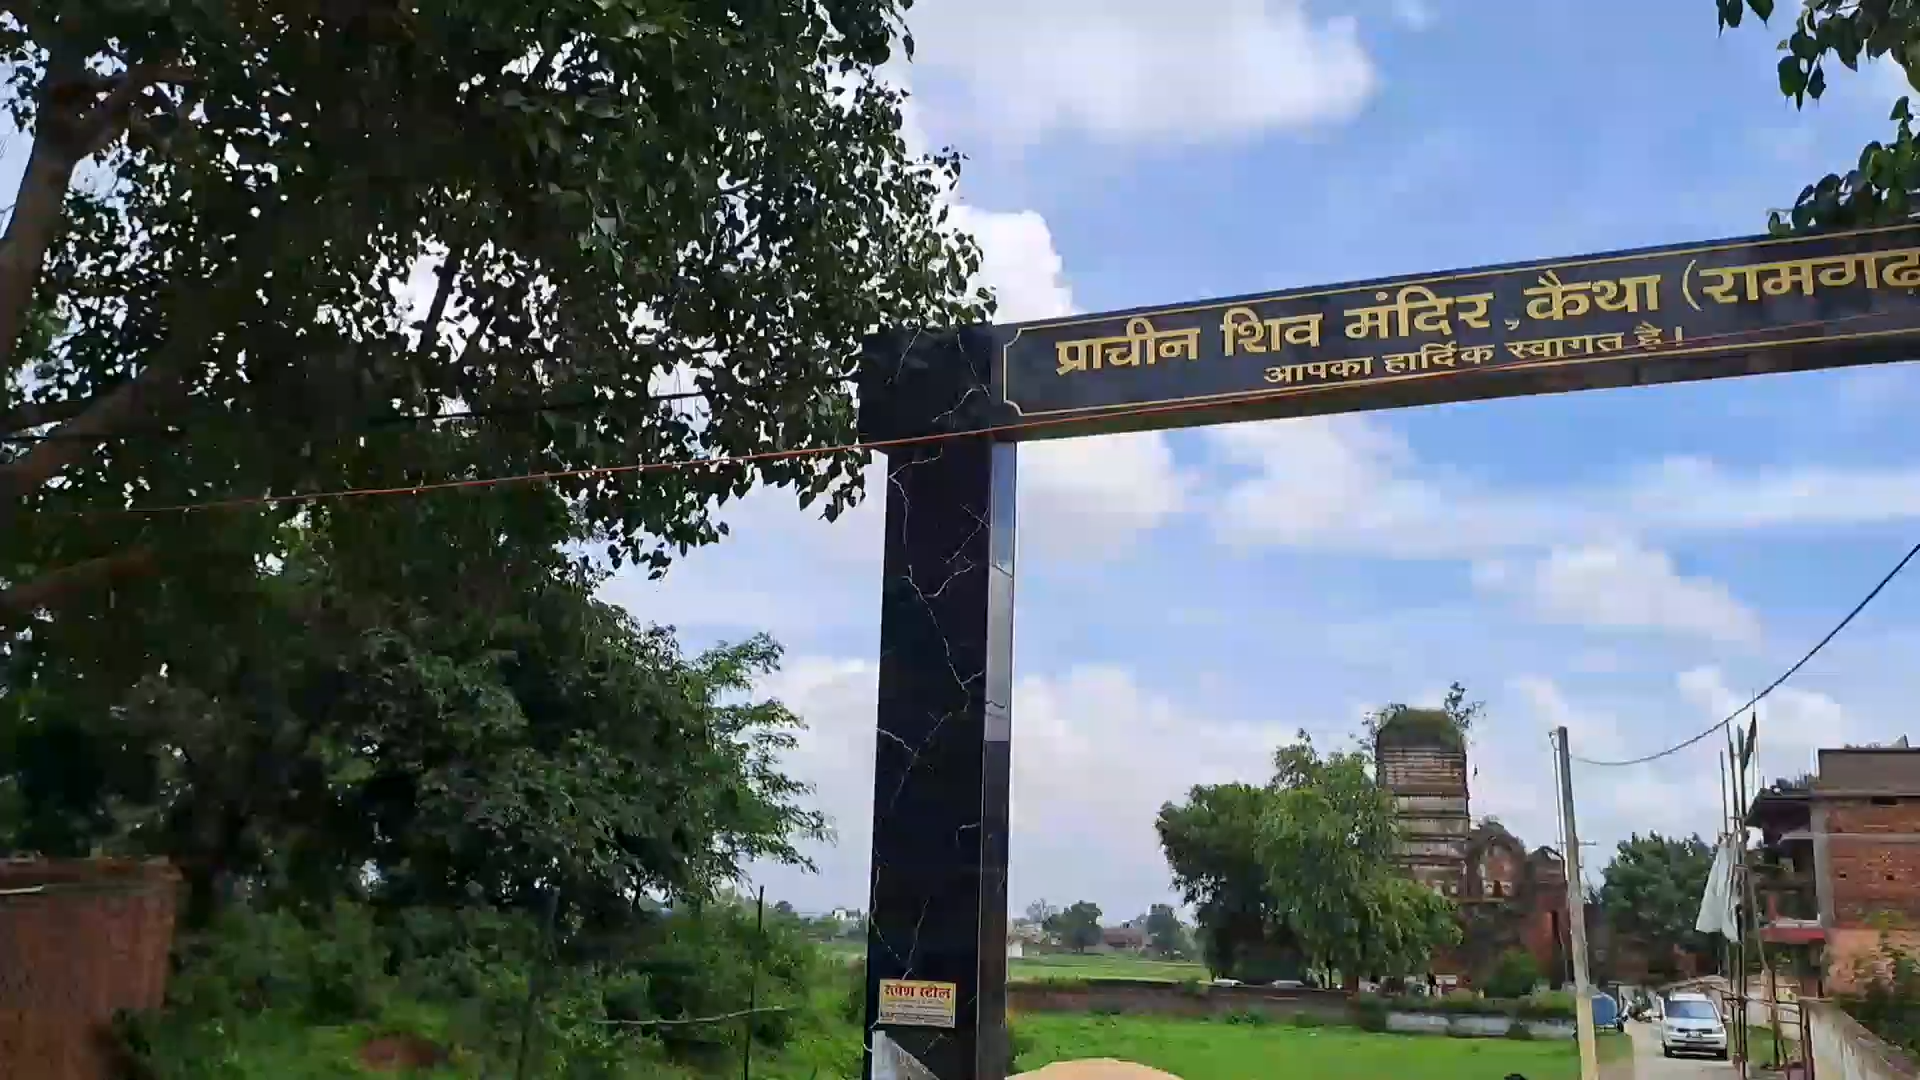 प्राचीन शिव मंदिर, कैथा (रामगढ़
आपका हार्दिक स्वागत है।
स्टील